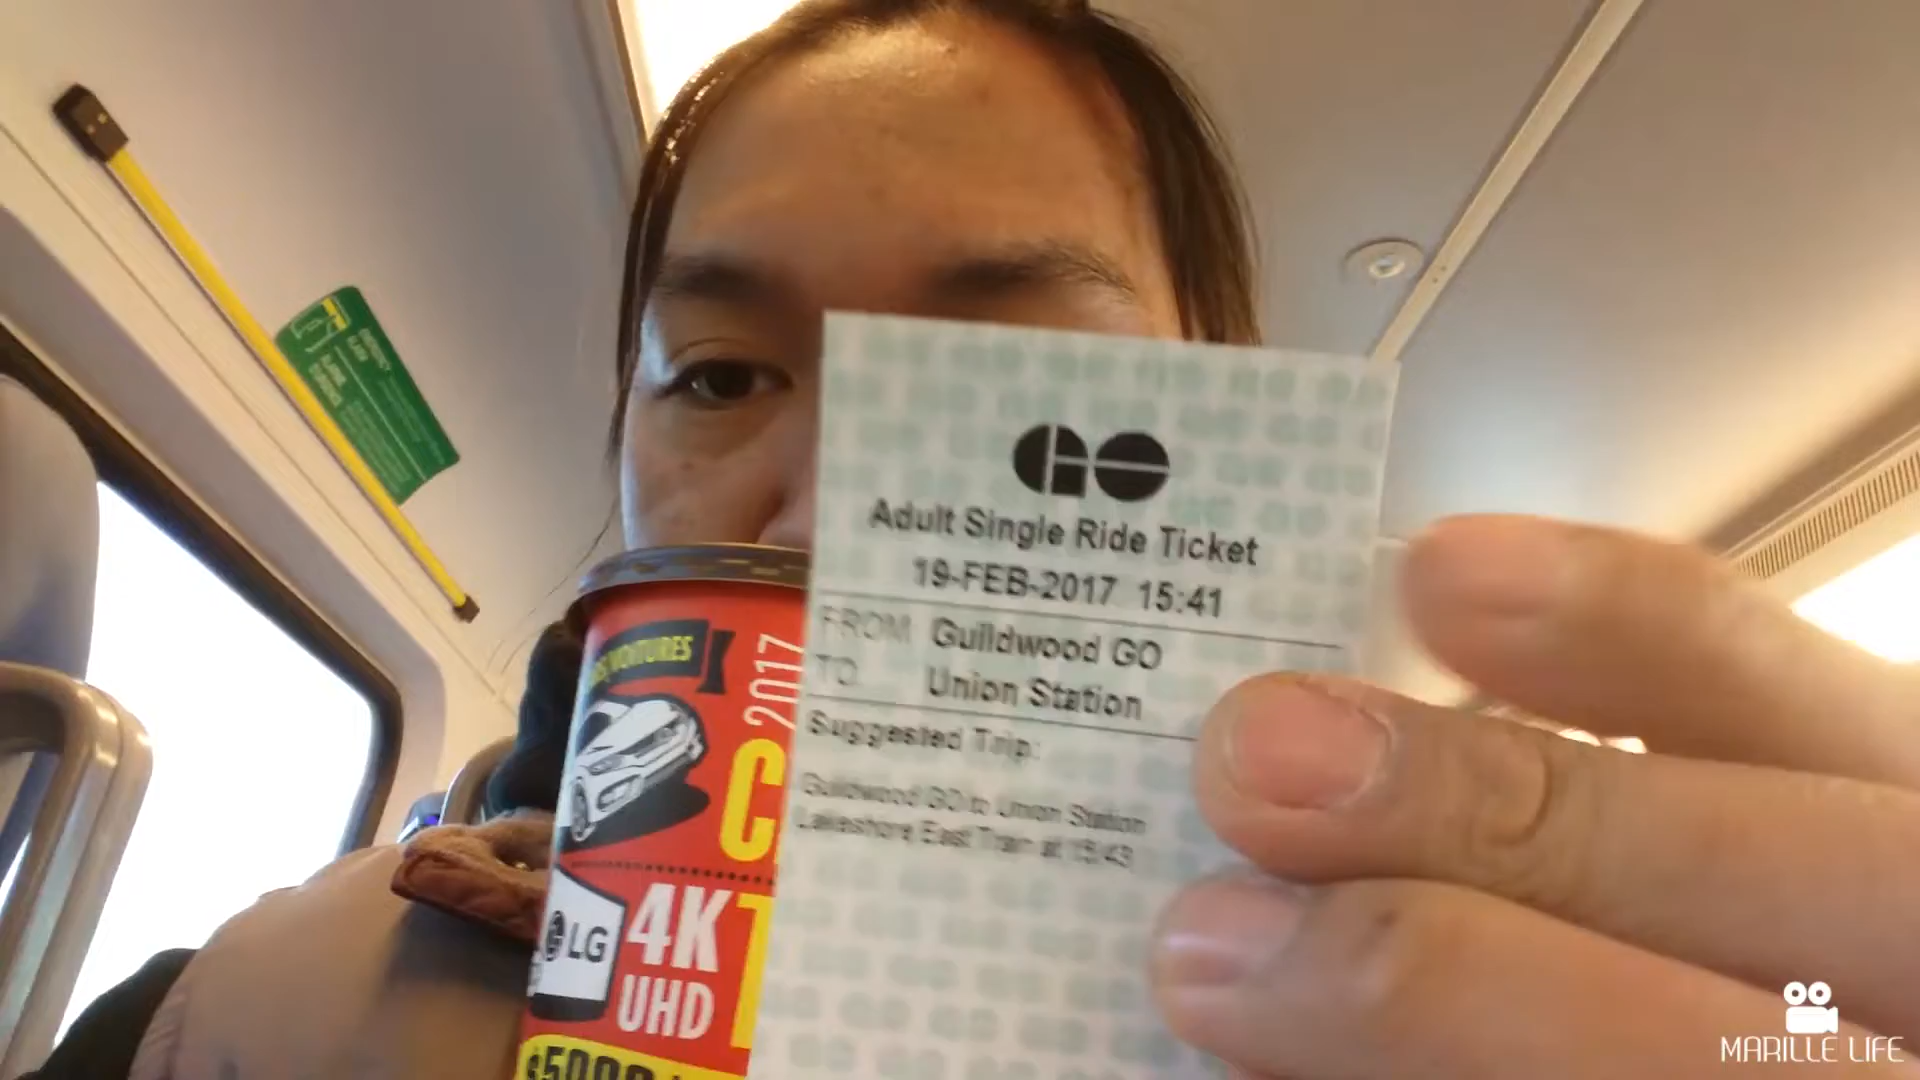 GO
Adult Single Ride Ticket
19-FEB-2017 15:41
FROM Guildwood GO
TO Union Station
Suggested Trip:
Guildwood GO to Union Station
Lakeshore East Train at 15:43
VOITURES
2017
C
LG
4K
UHD
$5000
MARILLE LIFE